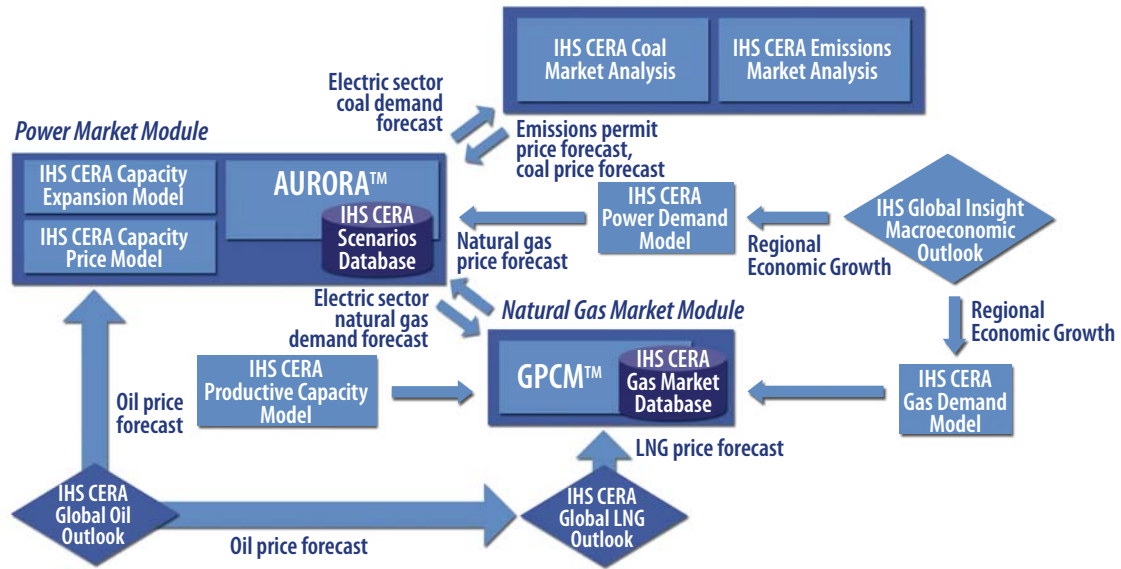 IHS CERA Coal
Market Analysis
IHS CERA Emissions
Market Analysis
Electric sector
coal demand
forecast
Emissions permit
price forecast,
coal price forecast
Power Market Module
IHS CERA Capacity
Expansion Model
IHS CERA Capacity
Price Model
AURORA™
IHS CERA
Scenarios
Database
Natural gas
price forecast
IHS CERA
Power Demand
Model
Regional
Economic Growth
IHS Global Insight
Macroeconomic
Outlook
Electric sector
natural gas
demand forecast
Natural Gas Market Module
Regional
Economic Growth
IHS CERA
Productive Capacity
Model
GPCM™
IHS CERA
Gas Market
Database
IHS CERA
Gas Demand
Model
Oil price
forecast
LNG price forecast
IHS CERA
Global Oil
Outlook
Oil price forecast
IHS CERA
Global LNG
Outlook